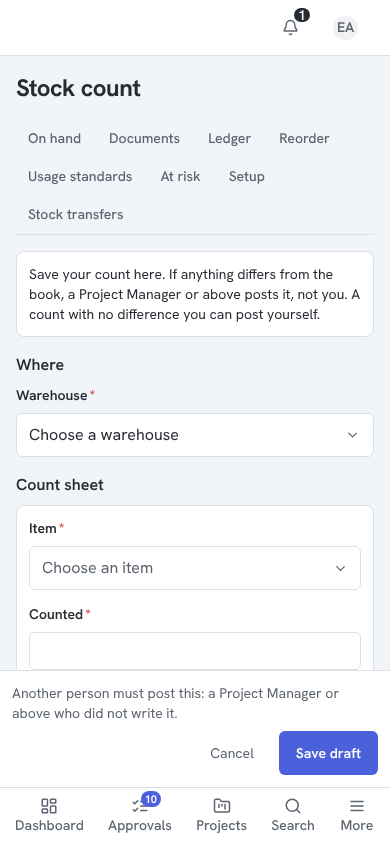 1
EA
Stock count
On hand Documents Ledger Reorder
Usage standards At risk Setup
Stock transfers
Save your count here. If anything differs from the
book, a Project Manager or above posts it, not you. A
count with no difference you can post yourself.
Where
Warehouse *
Choose a warehouse
Count sheet
Item *
Choose an item
Counted *
Another person must post this: a Project Manager or
above who did not write it.
Cancel Save draft
10
Dashboard Approvals Projects Search More